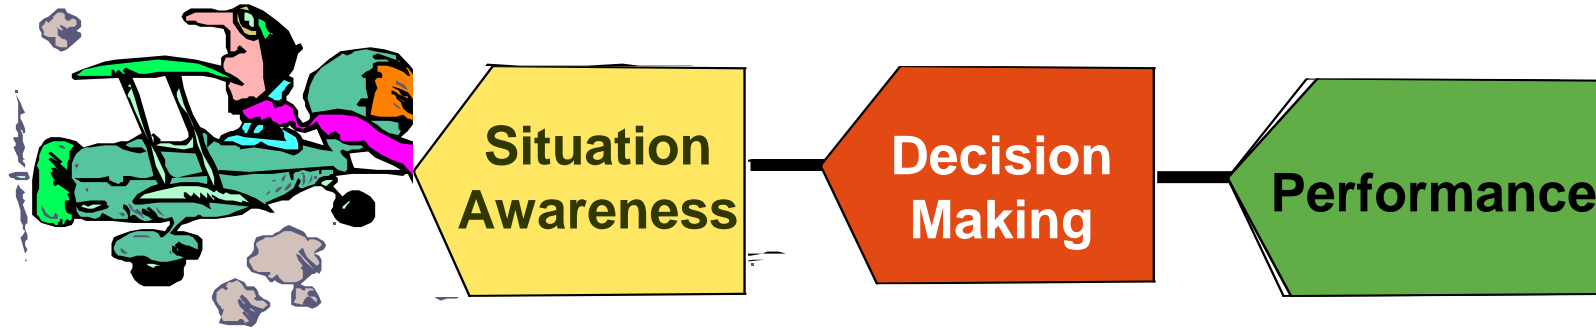 Situation
Awareness
Decision
Making
Performance